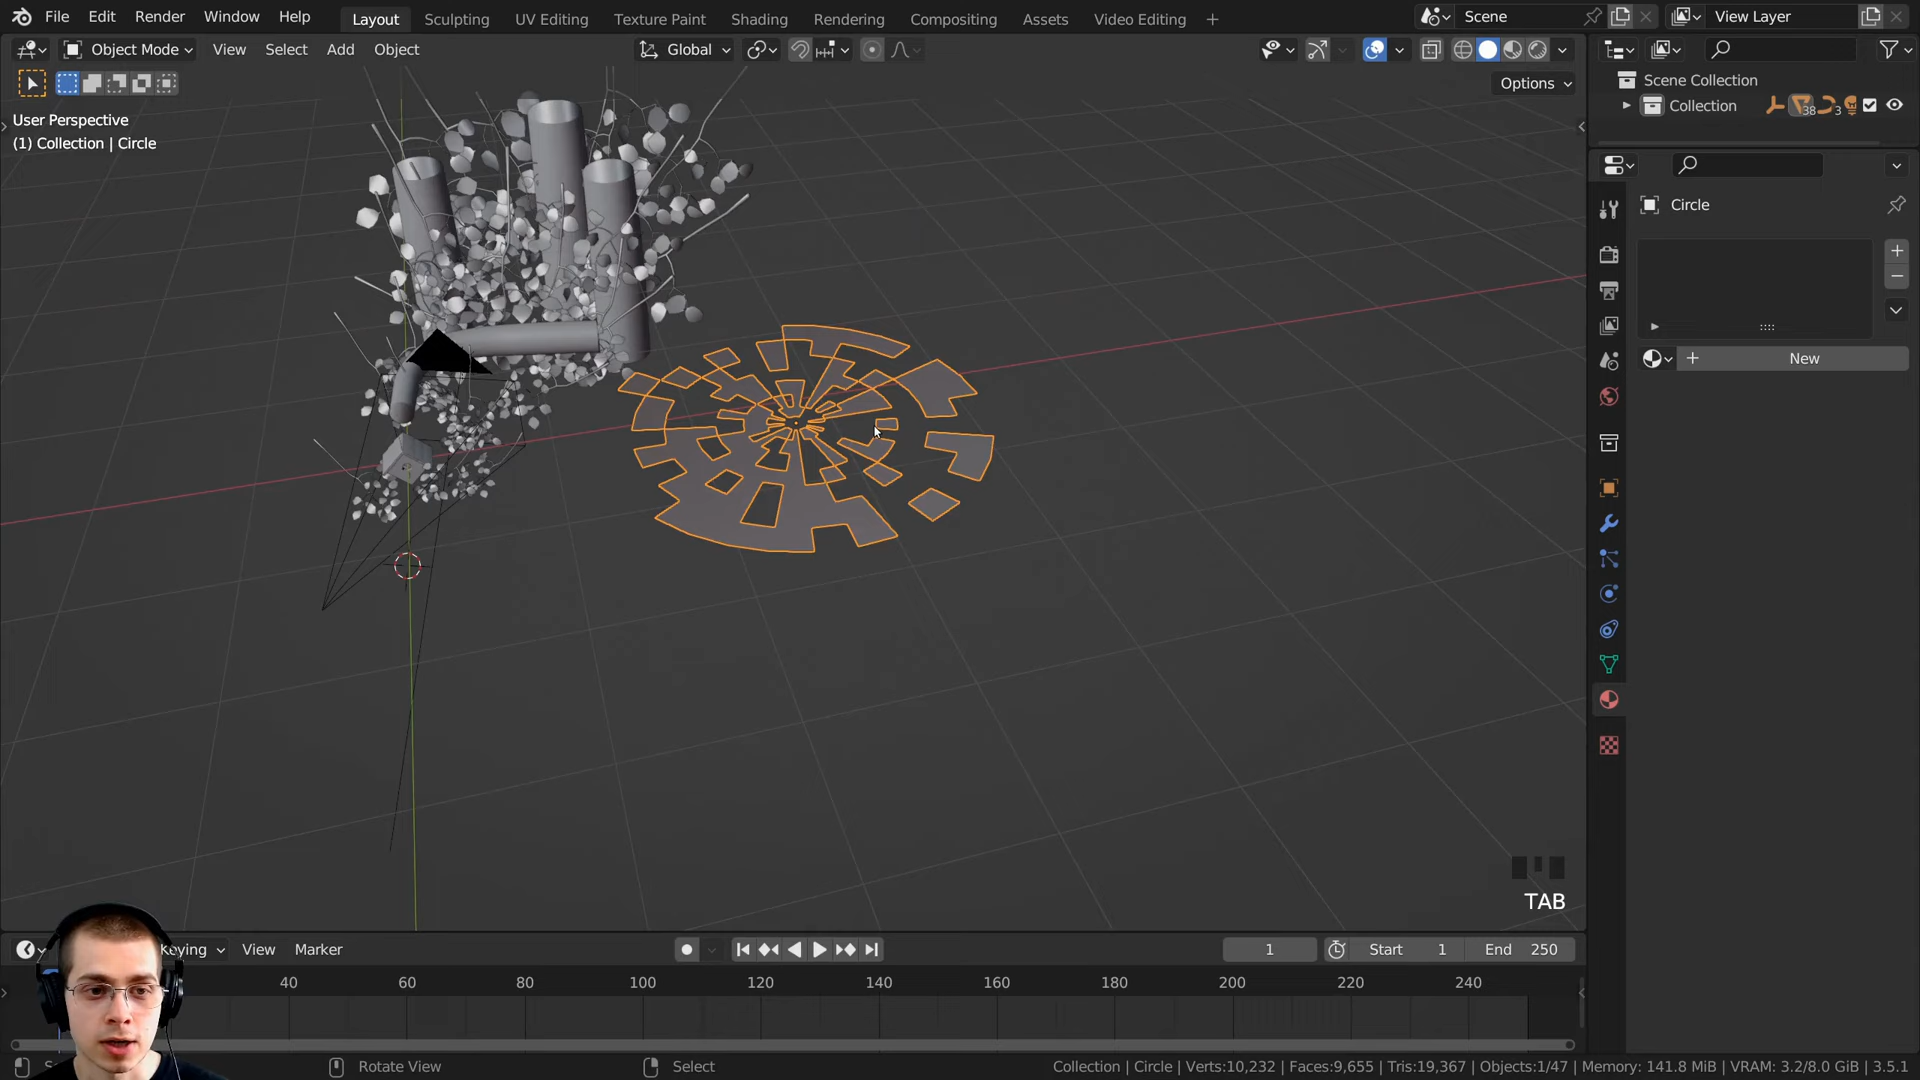 File Edit Render Window Help Layout Sculpting UV Editing Texture Paint Shading Rendering Compositing Assets Video Editing + Scene View Layer
Object Mode View Select Add Object Global
Options
Scene Collection
Collection 38 3
User Perspective
(1) Collection | Circle
Circle
New
TAB
Keying View Marker 1 Start 1 End 250
40 60 80 100 120 140 160 180 200 220 240
Rotate View Select Collection | Circle | Verts:10,232 | Faces:9,655 | Tris:19,367 | Objects:1/47 | Memory: 141.8 MiB | VRAM: 3.2/8.0 GiB | 3.5.1